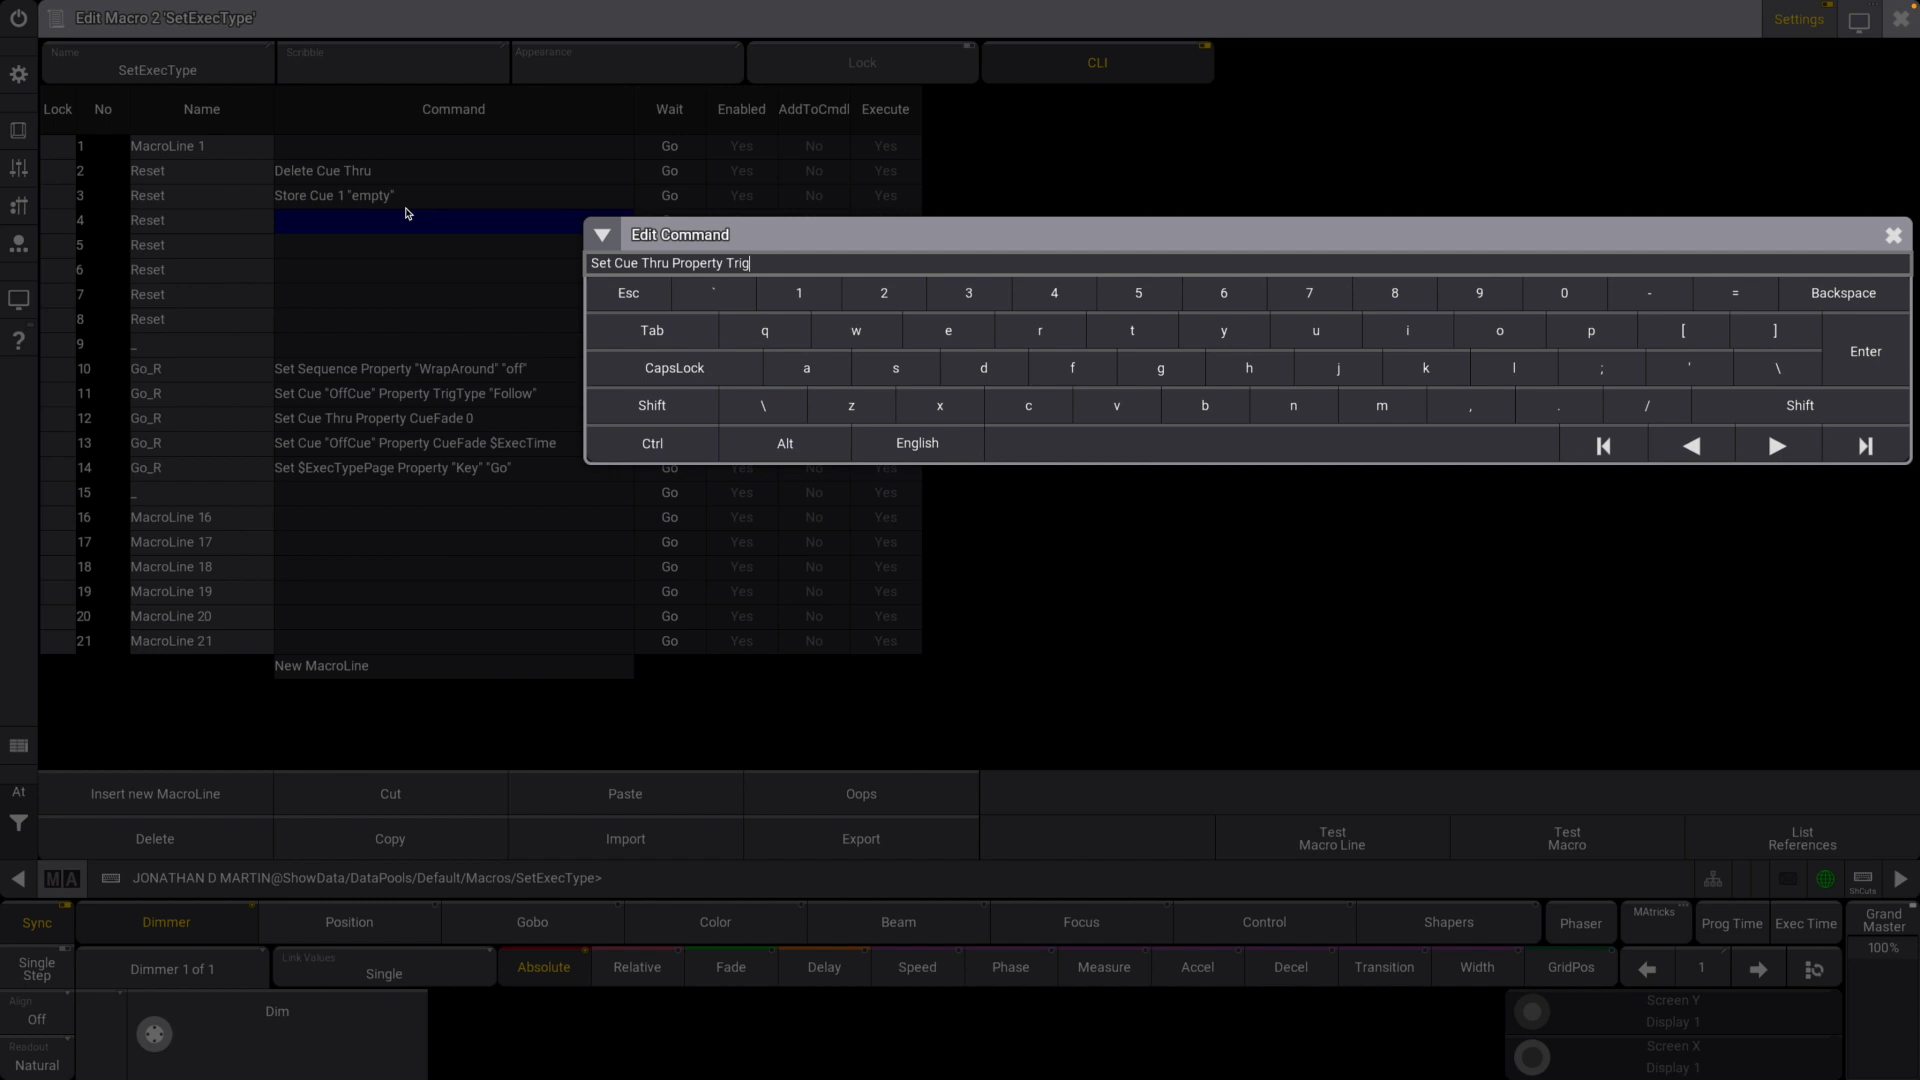 Edit Macro 2 'SetExecType'
Settings
Name
SetExecType
Scribble
Appearance
Lock
CLI
Lock No Name Command Wait Enabled AddToCmdl Execute
1 MacroLine 1 Go Yes No Yes
2 Reset Delete Cue Thru Go Yes No Yes
3 Reset Store Cue 1 "empty" Go Yes No Yes
4 Reset
5 Reset
6 Reset
7 Reset
8 Reset
9 _
10 Go_R Set Sequence Property "WrapAround" "off"
11 Go_R Set Cue "OffCue" Property TrigType "Follow"
12 Go_R Set Cue Thru Property CueFade 0
13 Go_R Set Cue "OffCue" Property CueFade $ExecTime
14 Go_R Set $ExecTypePage Property "Key" "Go" Go Yes No Yes
15 _ Go Yes No Yes
16 MacroLine 16 Go Yes No Yes
17 MacroLine 17 Go Yes No Yes
18 MacroLine 18 Go Yes No Yes
19 MacroLine 19 Go Yes No Yes
20 MacroLine 20 Go Yes No Yes
21 MacroLine 21 Go Yes No Yes
New MacroLine
Edit Command
Set Cue Thru Property Trig
Esc ` 1 2 3 4 5 6 7 8 9 0 - = Backspace
Tab q w e r t y u i o p [ ]
Enter
CapsLock a s d f g h j k l ; ' \
Shift \ z x c v b n m , . / Shift
Ctrl Alt English
?
At
Insert new MacroLine Cut Paste Oops
Delete Copy Import Export
Test
Macro Line
Test
Macro
List
References
MA JONATHAN D MARTIN@ShowData/DataPools/Default/Macros/SetExecType>
ShCuts
Sync Dimmer Position Gobo Color Beam Focus Control Shapers Phaser MAtricks Prog Time Exec Time
Grand
Master
100%
Single
Step
Dimmer 1 of 1
Link Values
Single
Absolute Relative Fade Delay Speed Phase Measure Accel Decel Transition Width GridPos 1
Align
Off
Readout
Natural
Dim
Screen Y
Display 1
Screen X
Display 1